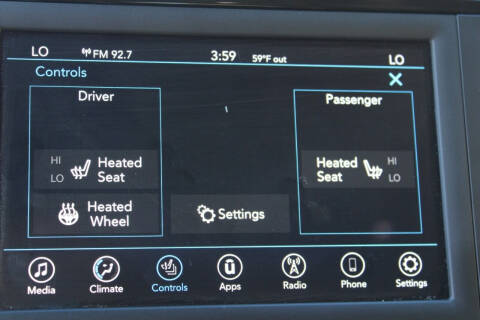 LO FM 92.7 3:59 59°F out LO
Controls
Driver
Passenger
HI
LO
Heated
Seat
Heated
Seat
HI
LO
Heated
Wheel
Settings
Media Climate Controls Apps Radio Phone Settings